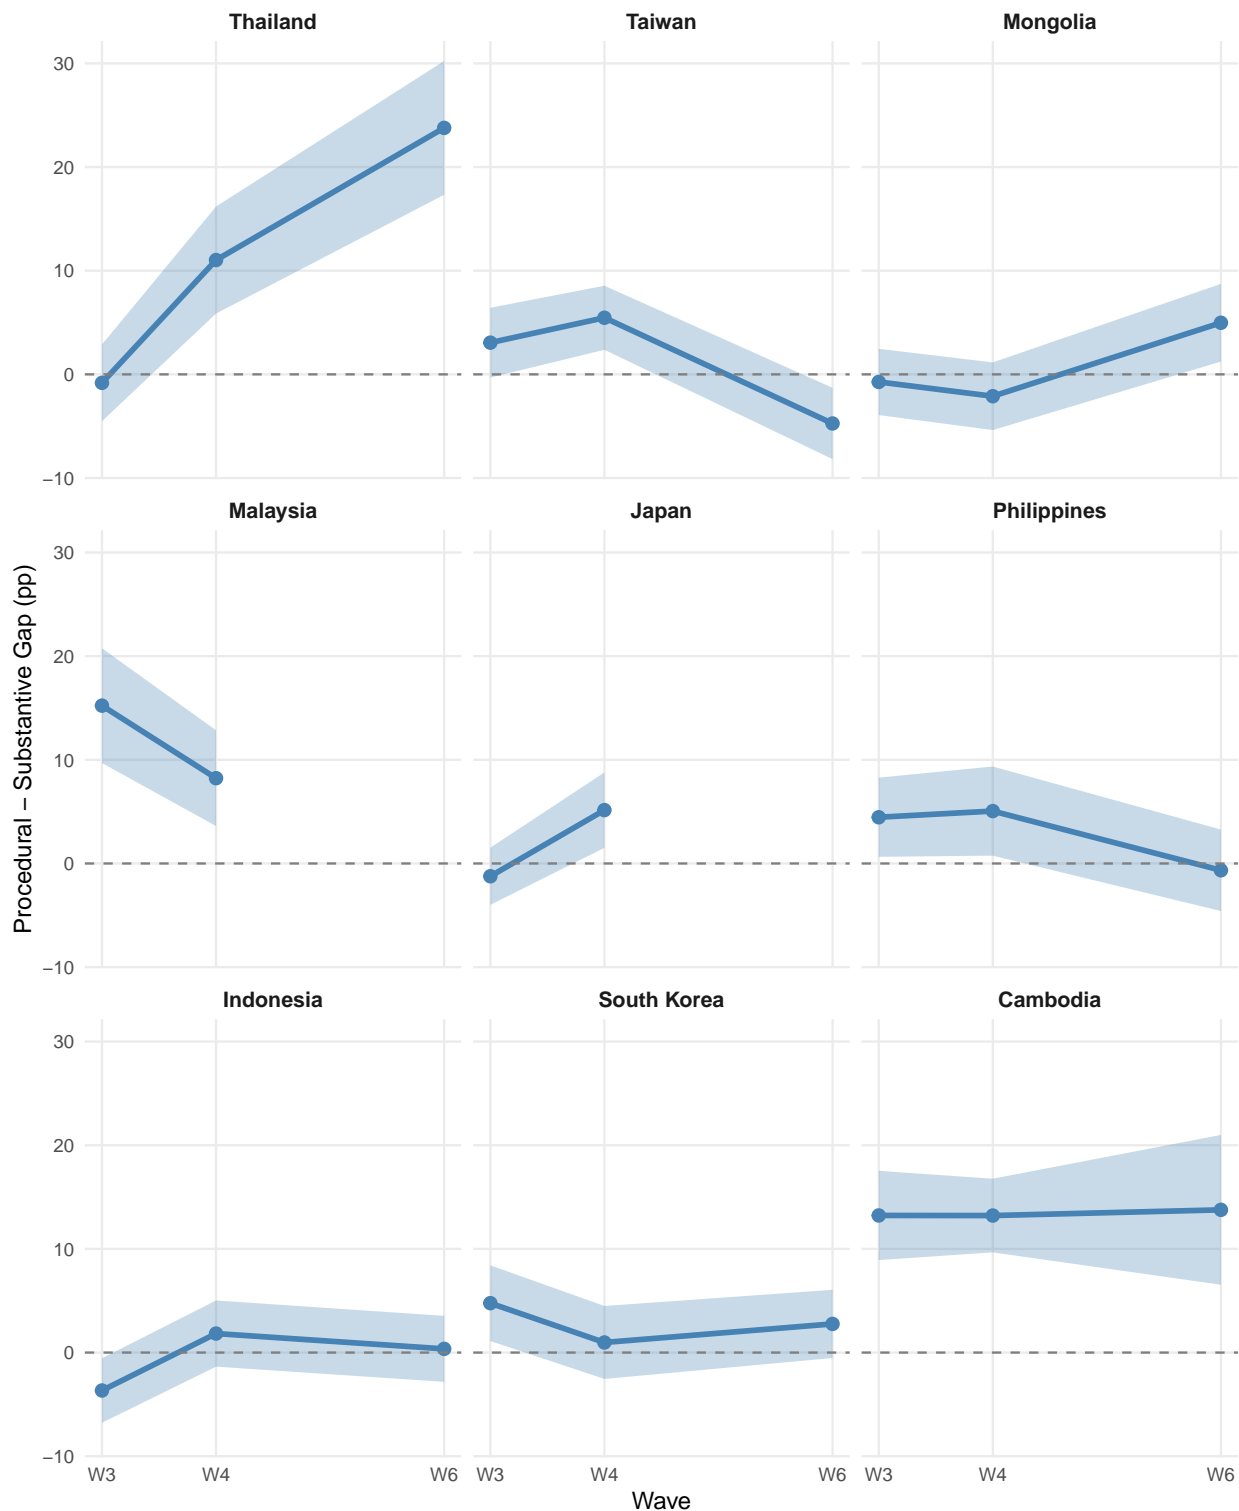 Thailand Taiwan Mongolia
30
20
10
0
−10
Malaysia Japan Philippines
30
20
10
0
−10
Procedural − Substantive Gap (pp)
Indonesia South Korea Cambodia
30
20
10
0
−10
W3 W4 W6 W3 W4 W6 W3 W4 W6
Wave